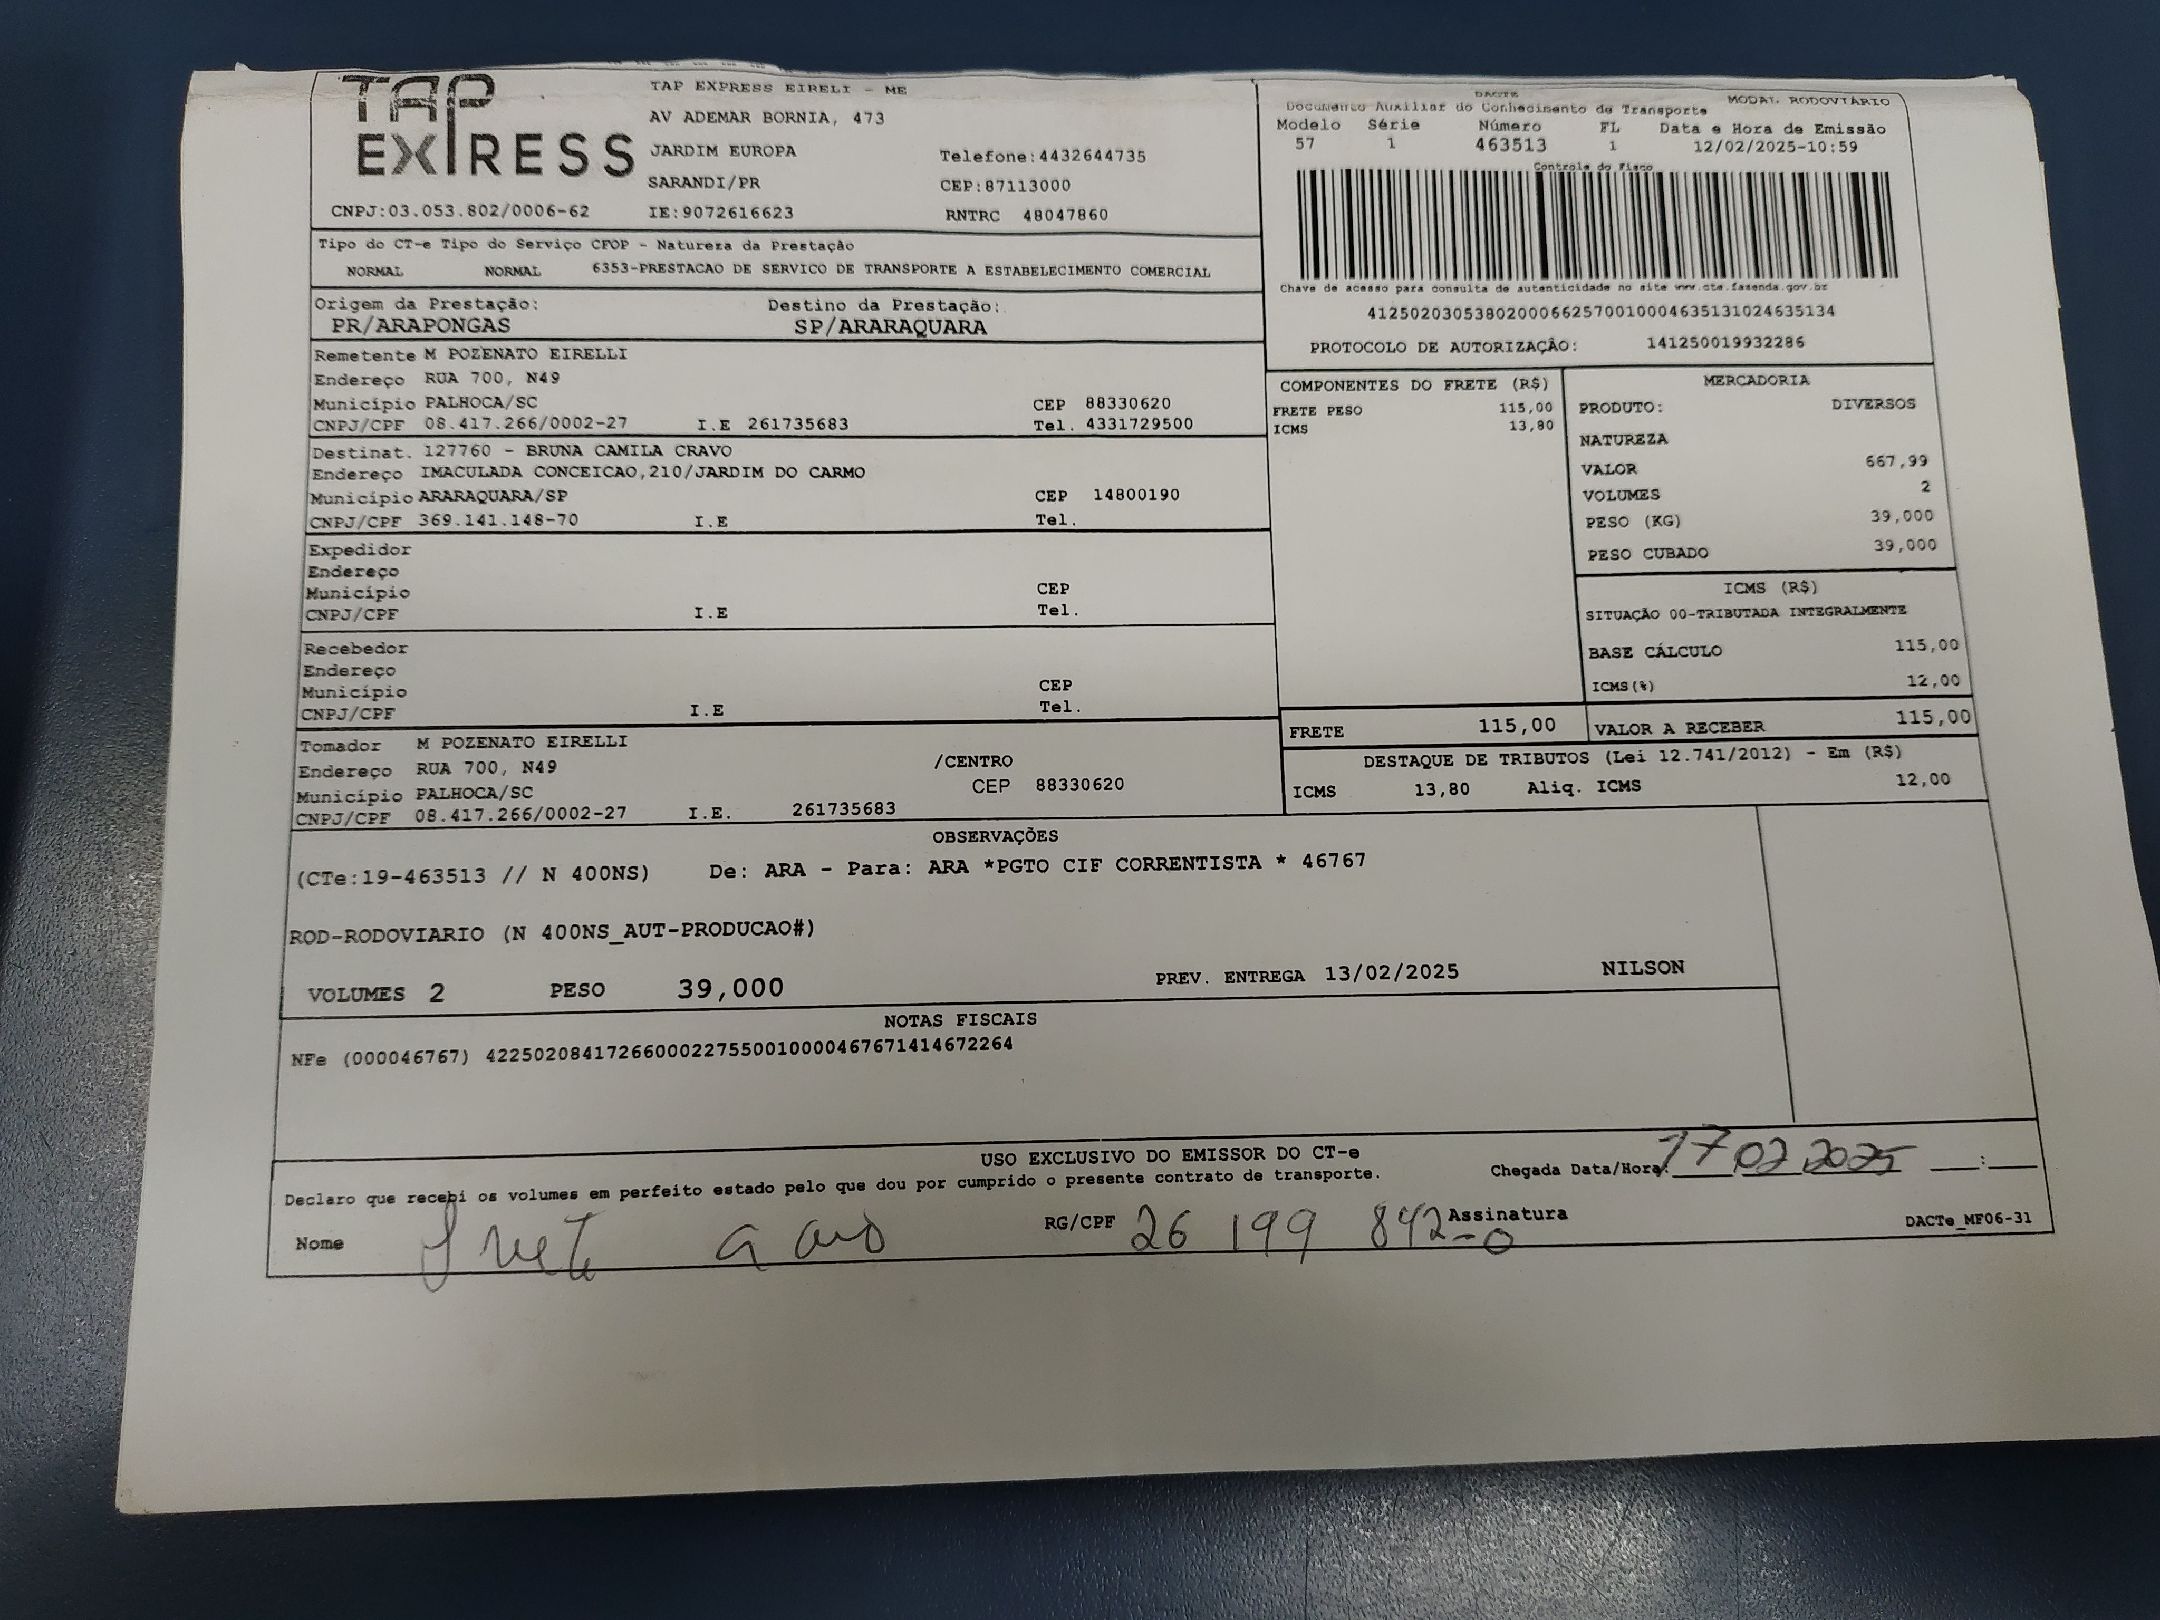 TAP EXPRESS
TAP EXPRESS EIRELI - ME
AV ADEMAR BORNIA, 473
JARDIM EUROPA Telefone:4432644735
SARANDI/PR CEP:87113000
CNPJ:03.053.802/0006-62 IE:9072616623 RNTRC 48047860
DACTE MODAL RODOVIÁRIO
Documento Auxiliar do Conhecimento de Transporte
Modelo Série Número FL Data e Hora de Emissão
57 1 463513 1 12/02/2025-10:59
Controle do Fisco
Chave de acesso para consulta de autenticidade no site www.cte.fazenda.gov.br
41250203053802000662570010004635131024635134
PROTOCOLO DE AUTORIZAÇÃO: 141250019932286
Tipo do CT-e Tipo do Serviço CFOP - Natureza da Prestação
NORMAL NORMAL 6353-PRESTACAO DE SERVICO DE TRANSPORTE A ESTABELECIMENTO COMERCIAL
Origem da Prestação: Destino da Prestação:
PR/ARAPONGAS SP/ARARAQUARA
Remetente M POZENATO EIRELLI
Endereço RUA 700, N49
Município PALHOCA/SC CEP 88330620
CNPJ/CPF 08.417.266/0002-27 I.E 261735683 Tel. 4331729500
Destinat. 127760 - BRUNA CAMILA CRAVO
Endereço IMACULADA CONCEICAO,210/JARDIM DO CARMO
Município ARARAQUARA/SP CEP 14800190
CNPJ/CPF 369.141.148-70 I.E Tel.
Expedidor
Endereço
Município CEP
CNPJ/CPF I.E Tel.
Recebedor
Endereço
Município CEP
CNPJ/CPF I.E Tel.
Tomador M POZENATO EIRELLI
Endereço RUA 700, N49 /CENTRO
Município PALHOCA/SC CEP 88330620
CNPJ/CPF 08.417.266/0002-27 I.E. 261735683
COMPONENTES DO FRETE (R$)
FRETE PESO 115,00
ICMS 13,80
MERCADORIA
PRODUTO: DIVERSOS
NATUREZA
VALOR 667,99
VOLUMES 2
PESO (KG) 39,000
PESO CUBADO 39,000
ICMS (R$)
SITUAÇÃO 00-TRIBUTADA INTEGRALMENTE
BASE CÁLCULO 115,00
ICMS(%) 12,00
FRETE 115,00 VALOR A RECEBER 115,00
DESTAQUE DE TRIBUTOS (Lei 12.741/2012) - Em (R$)
ICMS 13,80 Aliq. ICMS 12,00
OBSERVAÇÕES
(CTe:19-463513 // N 400NS) De: ARA - Para: ARA *PGTO CIF CORRENTISTA * 46767
ROD-RODOVIARIO (N 400NS_AUT-PRODUCAO#)
VOLUMES 2 PESO 39,000 PREV. ENTREGA 13/02/2025 NILSON
NOTAS FISCAIS
NFe (000046767) 42250208417266000227550010000467671414672264
USO EXCLUSIVO DO EMISSOR DO CT-e
Declaro que recebi os volumes em perfeito estado pelo que dou por cumprido o presente contrato de transporte.
Chegada Data/Hora: 17 02 2025 __:__
Nome RG/CPF 26 199 842-0 Assinatura
DACTe_MF06-31